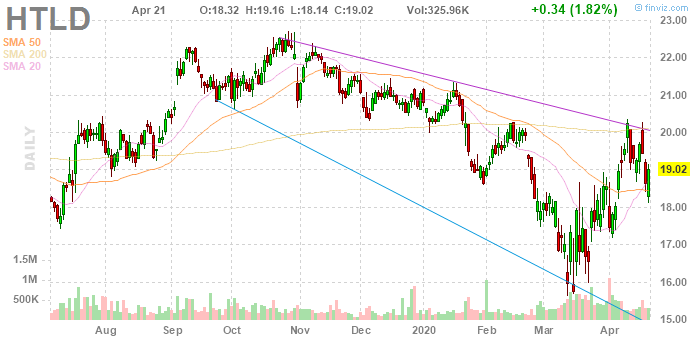 HTLD Apr 21 O:18.32 H:19.16 L:18.14 C:19.02 Vol:325.96K +0.34 (1.82%) © finviz.com
SMA 50
SMA 200
SMA 20
DAILY
23.00
22.00
21.00
20.00
19.02
18.00
17.00
16.00
15.00
1.5M
1M
500K
Aug Sep Oct Nov Dec 2020 Feb Mar Apr